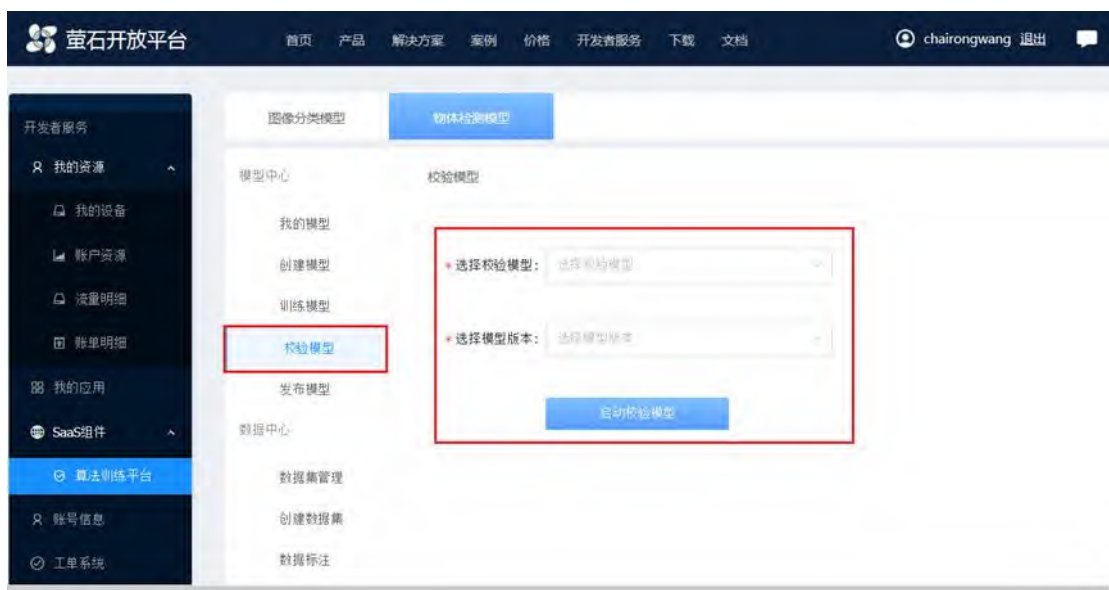 萤石开放平台
首页 产品 解决方案 案例 价格 开发者服务 下载 文档
chairongwang 退出
开发者服务
我的资源
我的设备
账户资源
流量明细
账单明细
我的应用
SaaS组件
算法训练平台
账号信息
工单系统
图像分类模型 物体检测模型
模型中心
我的模型
创建模型
训练模型
校验模型
发布模型
数据中心
数据集管理
创建数据集
数据标注
校验模型
* 选择校验模型: 选择校验模型
* 选择模型版本: 选择模型版本
启动校验模型